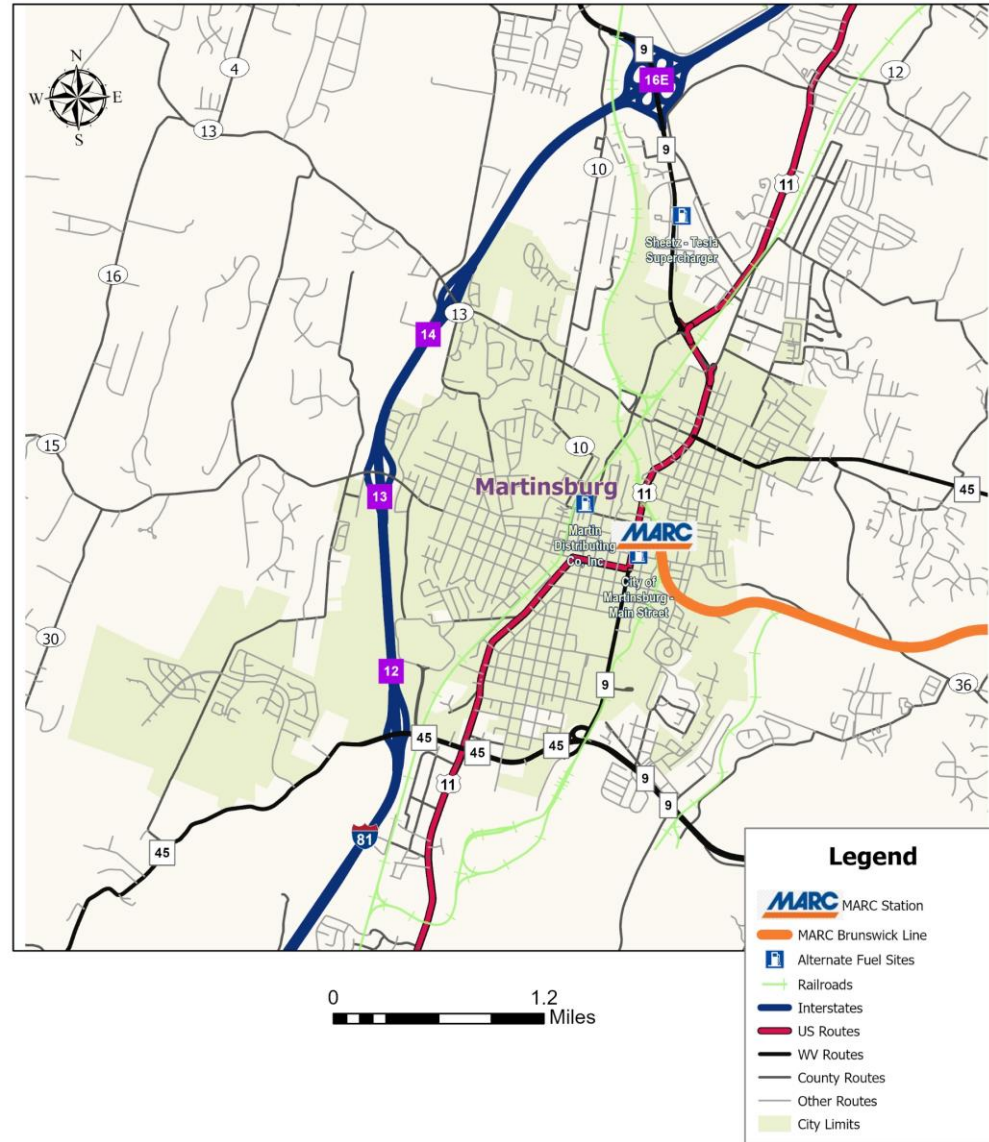 N
W E
S
4
13
16
15
30
9
16E
9
12
10
11
Sheetz - Tesla
Supercharger
14
13
10
13
Martinsburg
11
45
Martin
Distributing
Co, Inc
MARC
City of
Martinsburg -
Main Street
36
12
9
45
45
45
11
9
9
45
81
0 1.2
Miles
Legend
MARC MARC Station
MARC Brunswick Line
Alternate Fuel Sites
Railroads
Interstates
US Routes
WV Routes
County Routes
Other Routes
City Limits